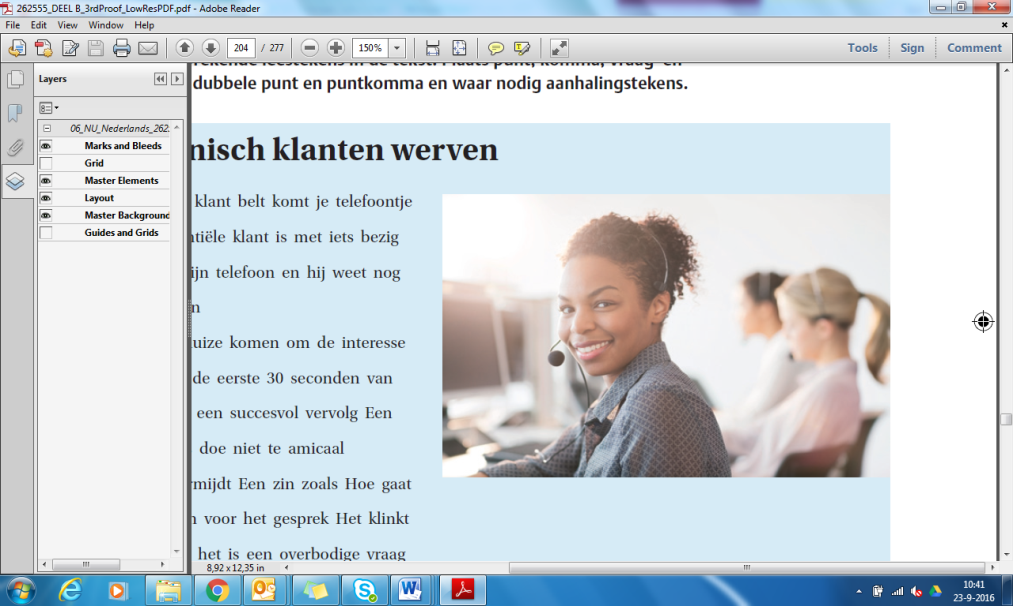 262555_DEEL B_3rdProof_LowResPDF.pdf - Adobe Reader
File Edit View Window Help
204 / 277 150% Tools Sign Comment
Layers
06_NU_Nederlands_262
Marks and Bleeds
Grid
Master Elements
Layout
Master Background
Guides and Grids
dubbele punt en puntkomma en waar nodig aanhalingstekens.
nisch klanten werven
klant belt komt je telefoontje
ntiële klant is met iets bezig
ijn telefoon en hij weet nog
n
uize komen om de interesse
de eerste 30 seconden van
een succesvol vervolg Een
doe niet te amicaal
rmijdt Een zin zoals Hoe gaat
n voor het gesprek Het klinkt
het is een overbodige vraag
8,92 x 12,35 in
10:41
23-9-2016